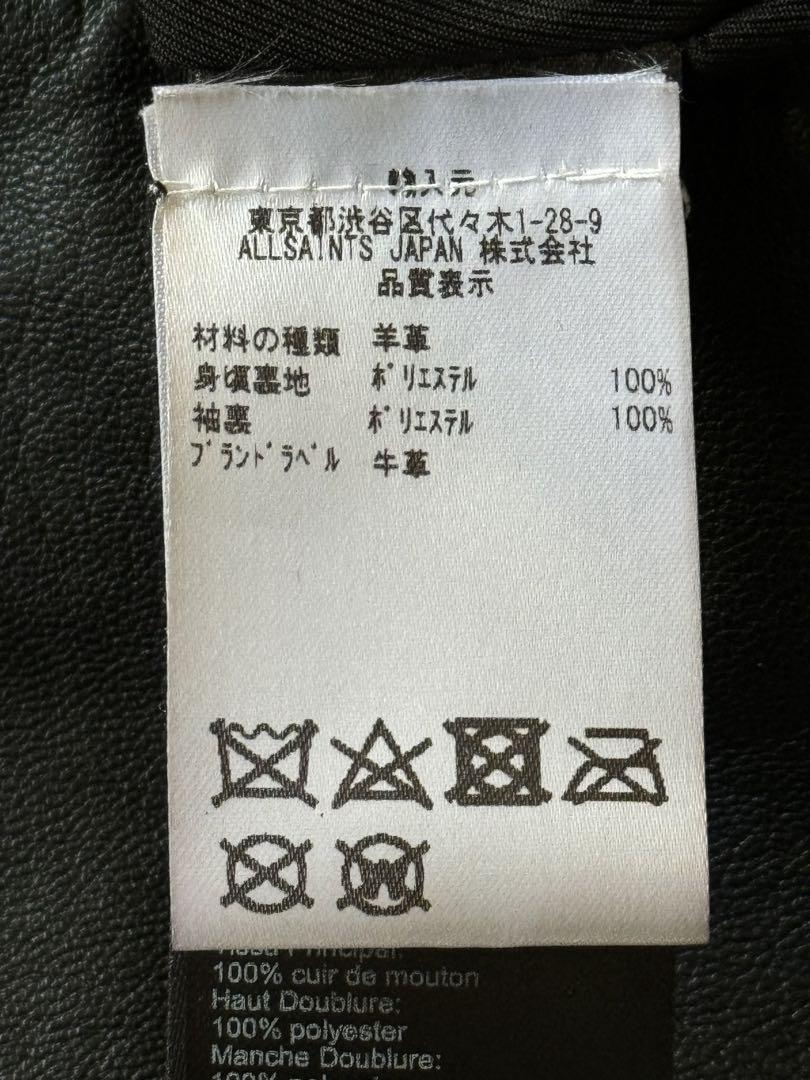 輸入元
東京都渋谷区代々木1-28-9
ALLSAINTS JAPAN 株式会社
品質表示
材料の種類 羊革
身頃裏地 ポリエステル 100%
袖裏 ポリエステル 100%
ブランドラベル 牛革
W
100% cuir de mouton
Haut Doublure:
100% polyester
Manche Doublure: